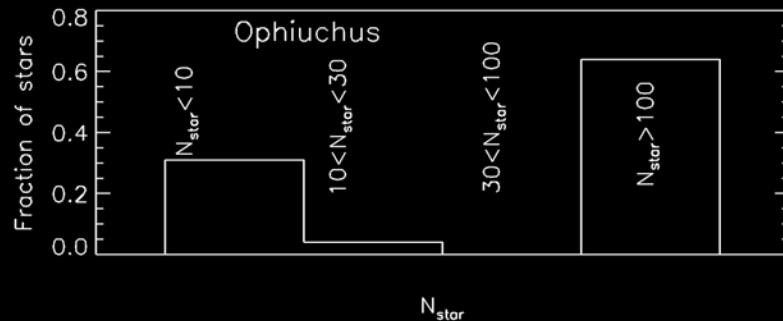 Ophiuchus
Fraction of stars
0.8
0.6
0.4
0.2
0.0
N_star<10
10<N_star<30
30<N_star<100
N_star>100
N_star